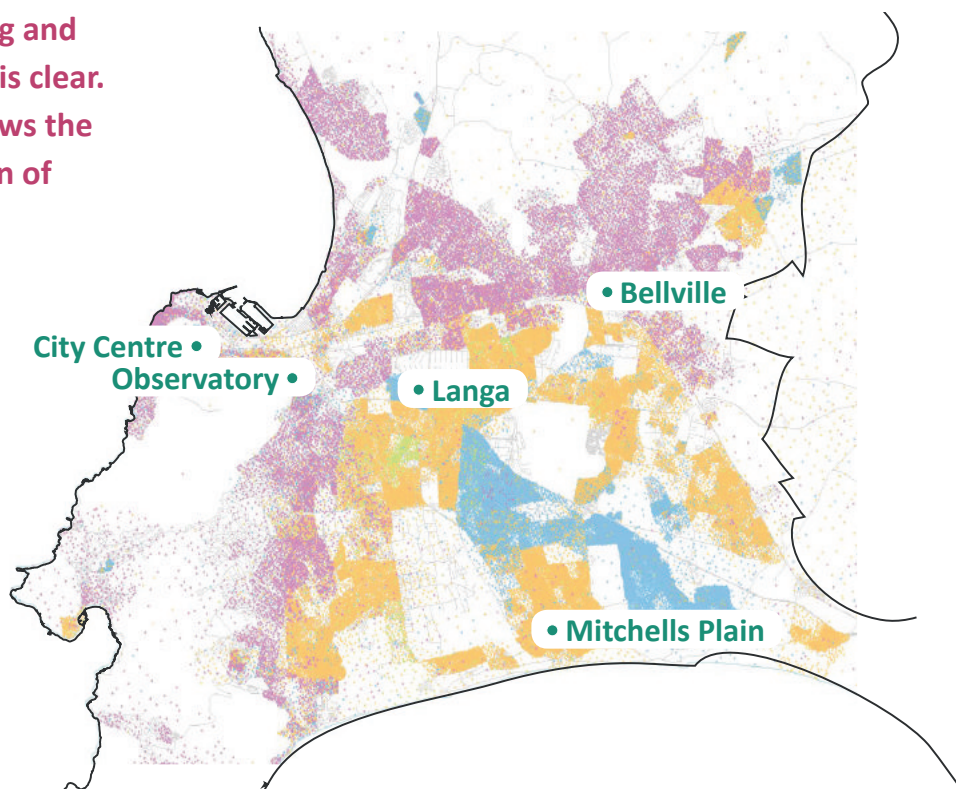 g and
is clear.
ws the
n of
Bellville
City Centre
Observatory
Langa
Mitchells Plain